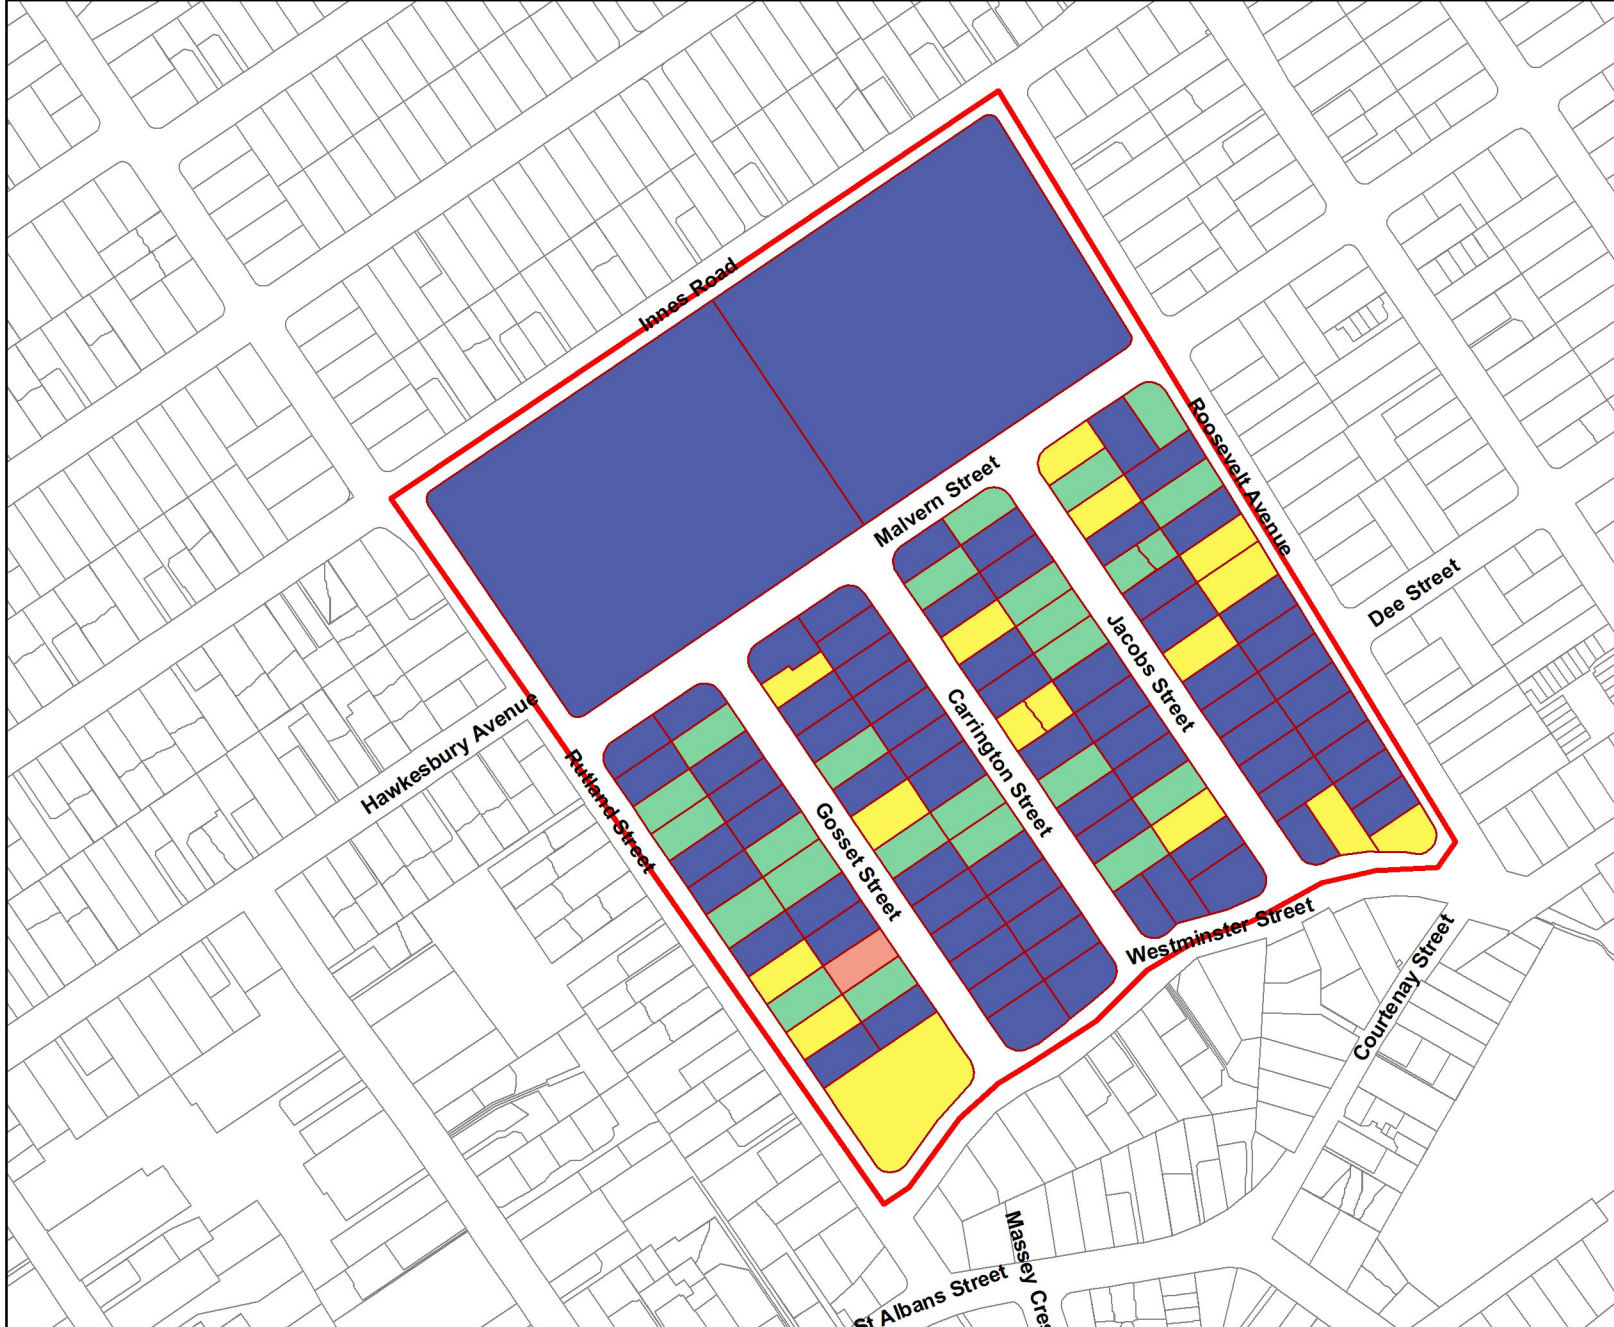 Innes Road
Roosevelt Avenue
Malvern Street
Dee Street
Jacobs Street
Hawkesbury Avenue
Carrington Street
Rutland Street
Gosset Street
Westminster Street
Courtenay Street
Massey Cres
St Albans Street